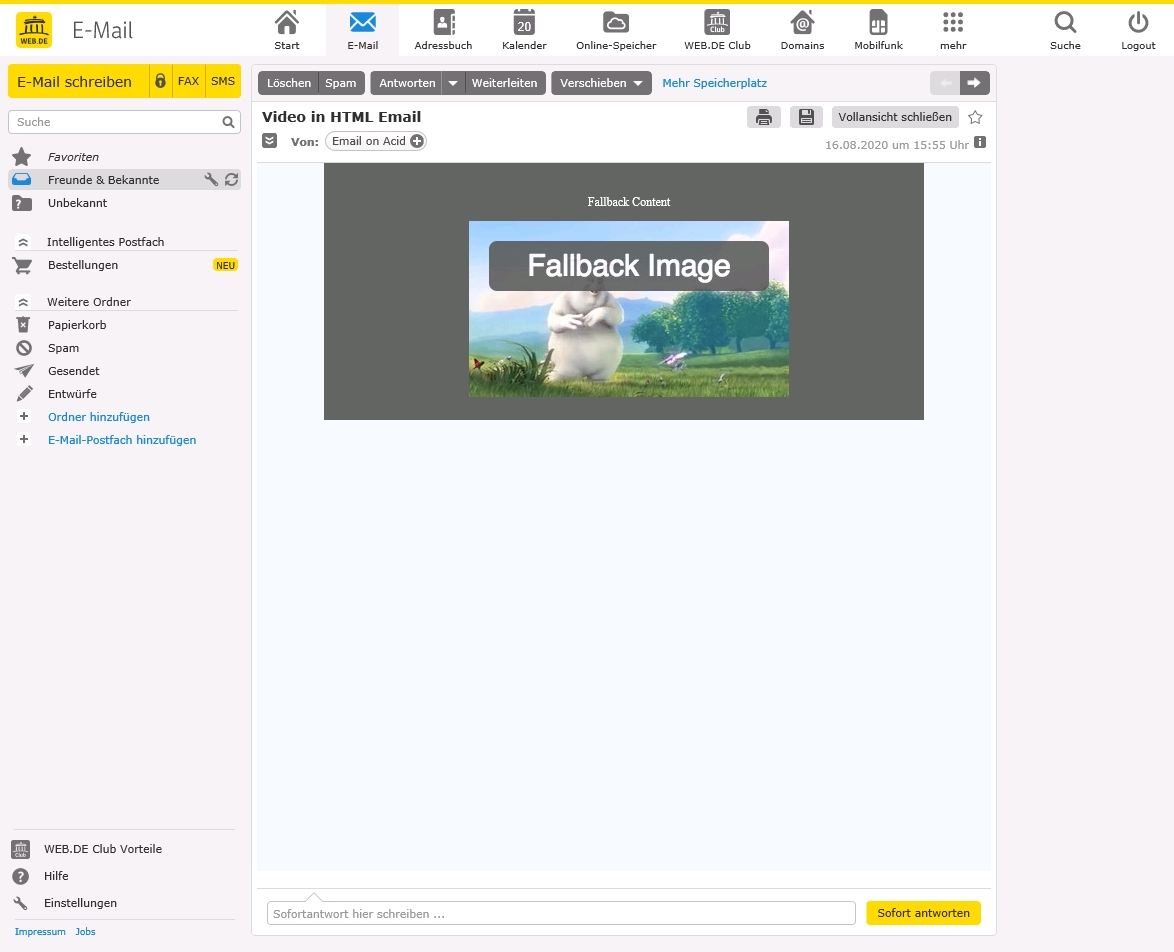 WEB.DE
E-Mail
Start
E-Mail
Adressbuch
20
Kalender
Online-Speicher
Club
WEB.DE Club
Domains
Mobilfunk
mehr
Suche
Logout
E-Mail schreiben
FAX
SMS
Suche
Favoriten
Freunde & Bekannte
Unbekannt
Intelligentes Postfach
Bestellungen NEU
Weitere Ordner
Papierkorb
Spam
Gesendet
Entwürfe
Ordner hinzufügen
E-Mail-Postfach hinzufügen
Club
WEB.DE Club Vorteile
Hilfe
Einstellungen
Impressum Jobs
Löschen Spam Antworten Weiterleiten Verschieben Mehr Speicherplatz
Video in HTML Email
Vollansicht schließen
Von: Email on Acid
16.08.2020 um 15:55 Uhr
Fallback Content
Fallback Image
Sofortantwort hier schreiben ...
Sofort antworten